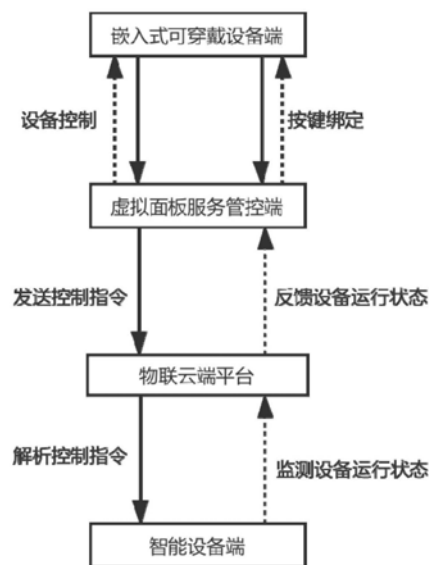 嵌入式可穿戴设备端
设备控制
按键绑定
虚拟面板服务管控端
发送控制指令
反馈设备运行状态
物联云端平台
解析控制指令
监测设备运行状态
智能设备端